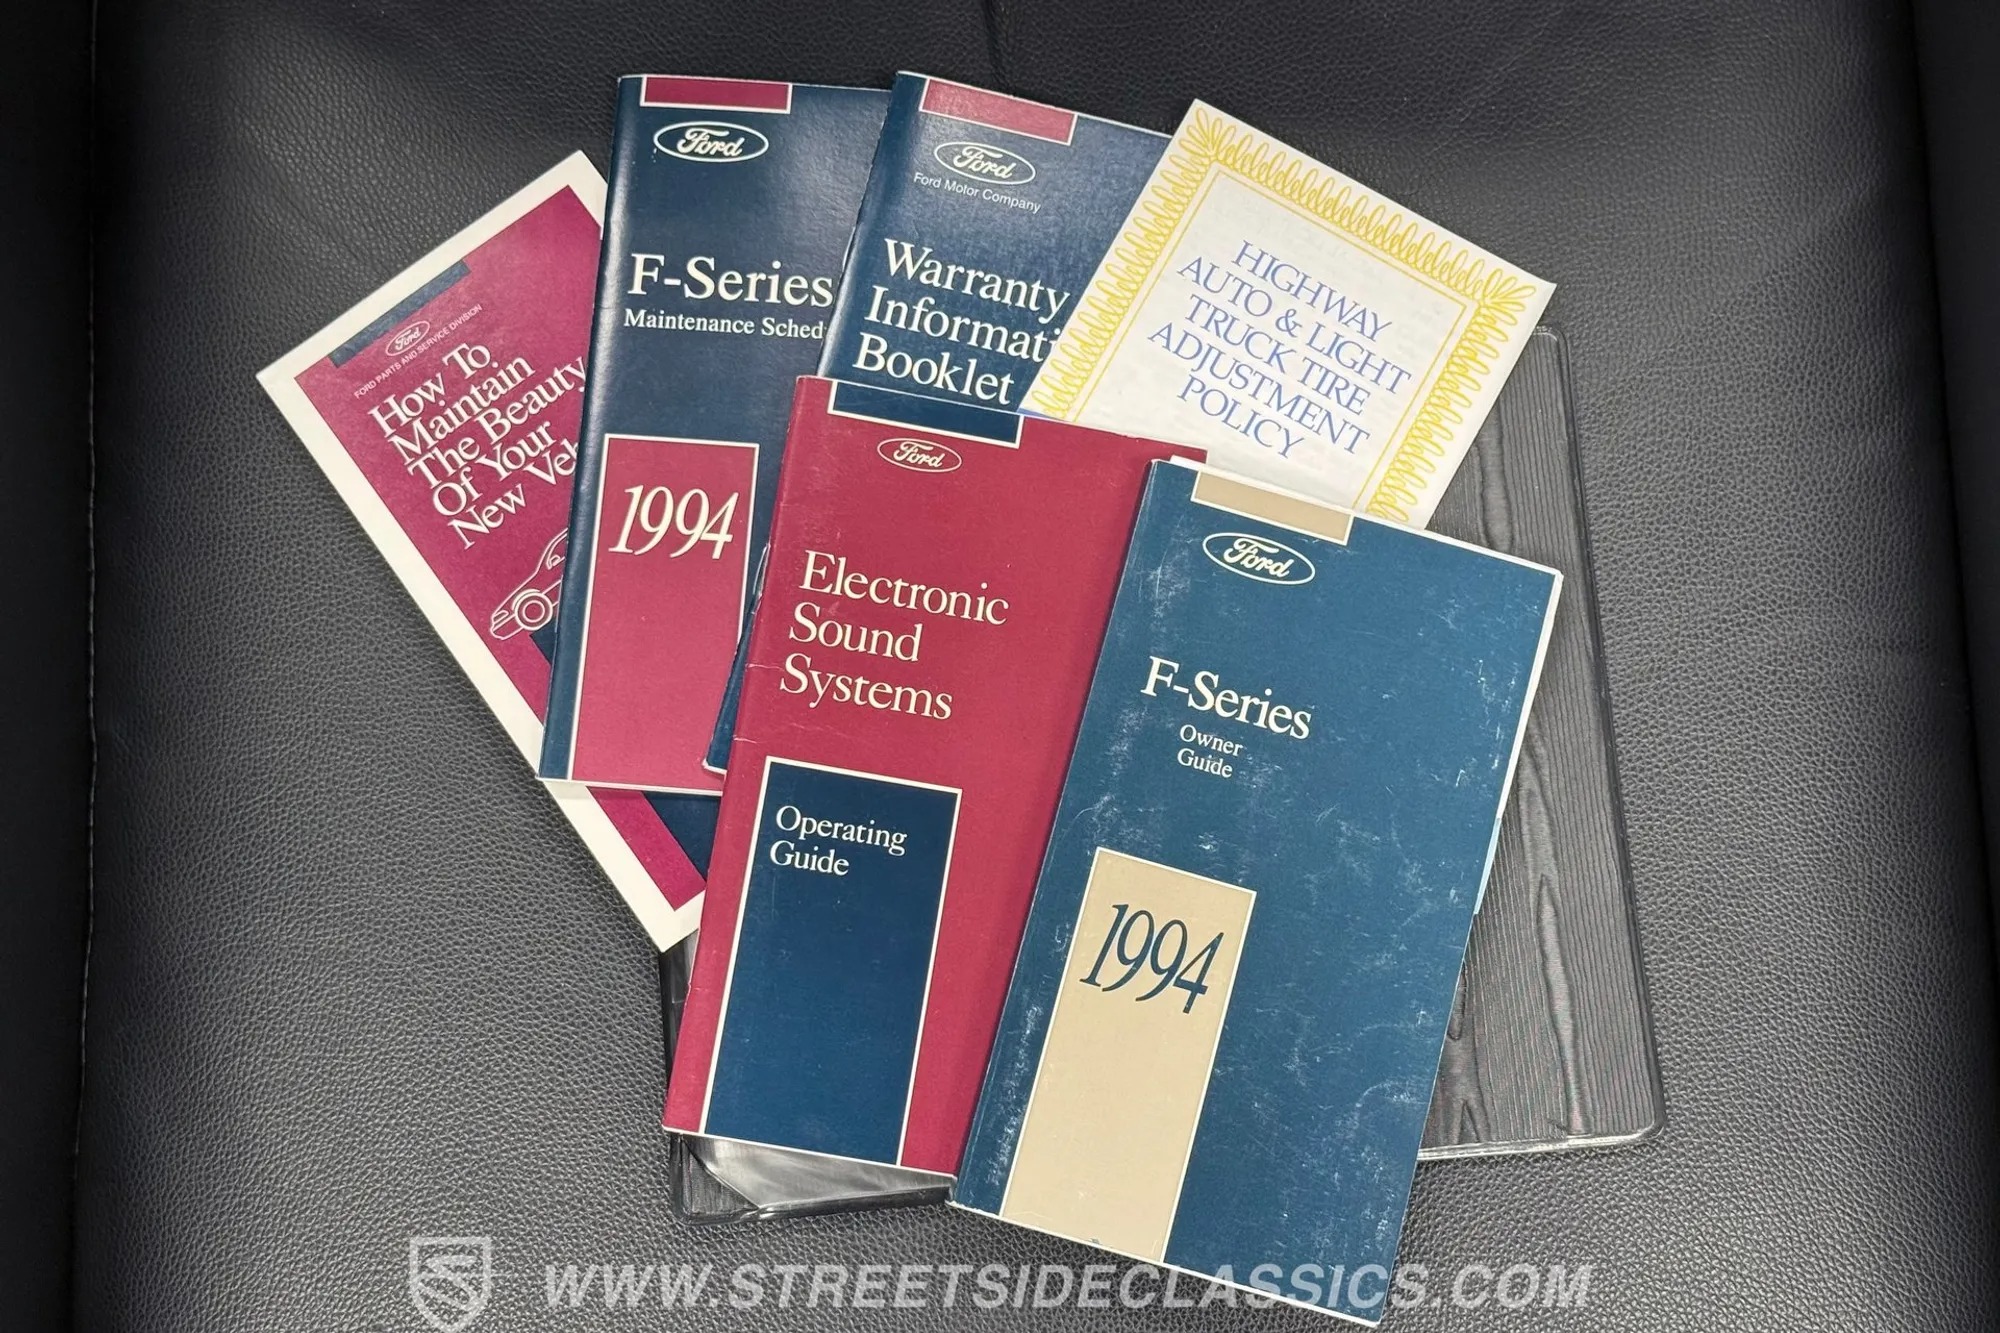 Ford
FORD PARTS AND SERVICE DIVISION
How To
Maintain
The Beauty
Of Your
New Veh
Ford
F-Series
Maintenance Sched
1994
Ford
Ford Motor Company
Warranty
Informati
Booklet
HIGHWAY
AUTO & LIGHT
TRUCK TIRE
ADJUSTMENT
POLICY
Ford
Electronic
Sound
Systems
Operating
Guide
Ford
F-Series
Owner
Guide
1994
WWW.STREETSIDECLASSICS.COM